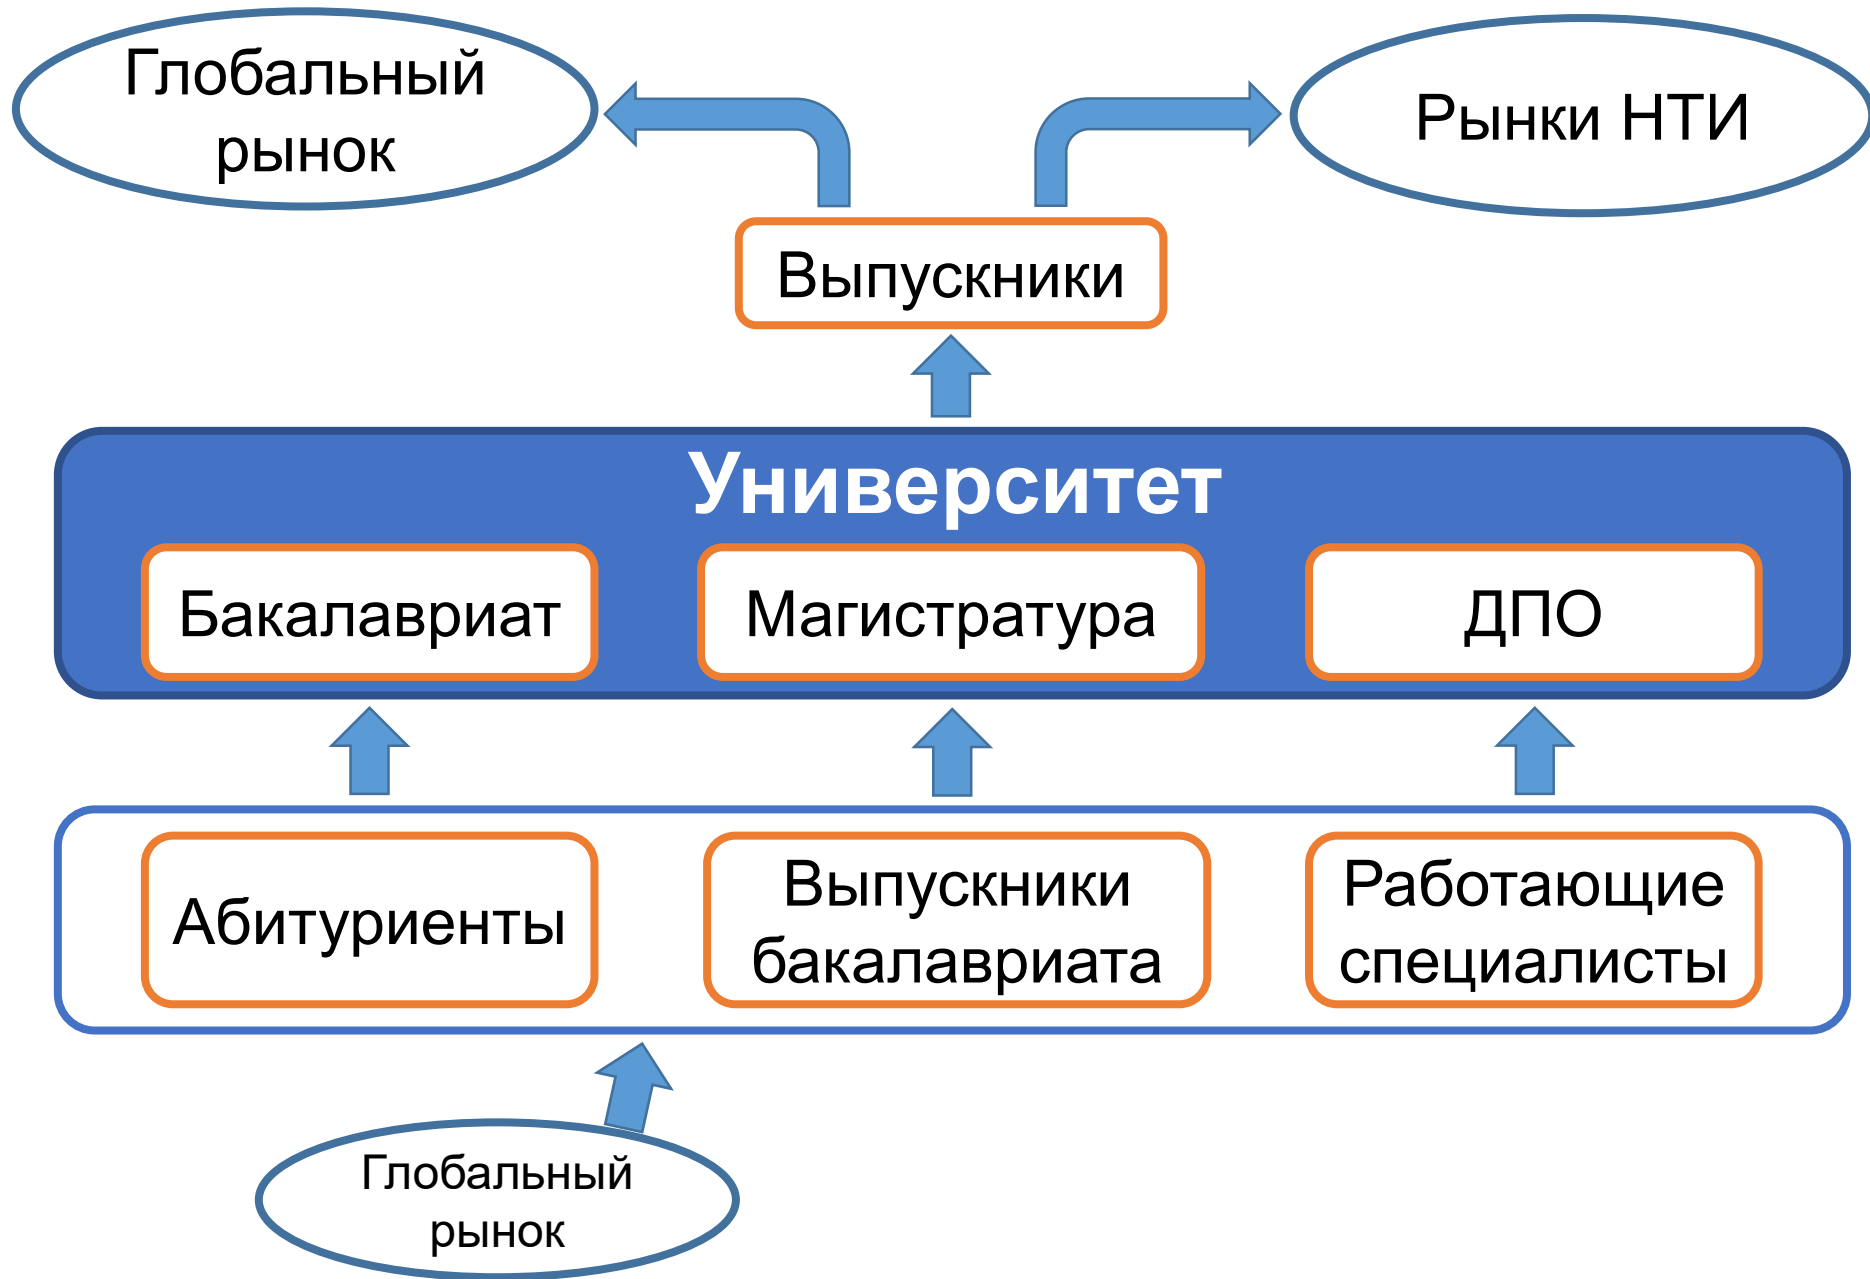 Глобальный
рынок
Рынки НТИ
Выпускники
Университет
Бакалавриат
Магистратура
ДПО
Абитуриенты
Выпускники
бакалавриата
Работающие
специалисты
Глобальный
рынок